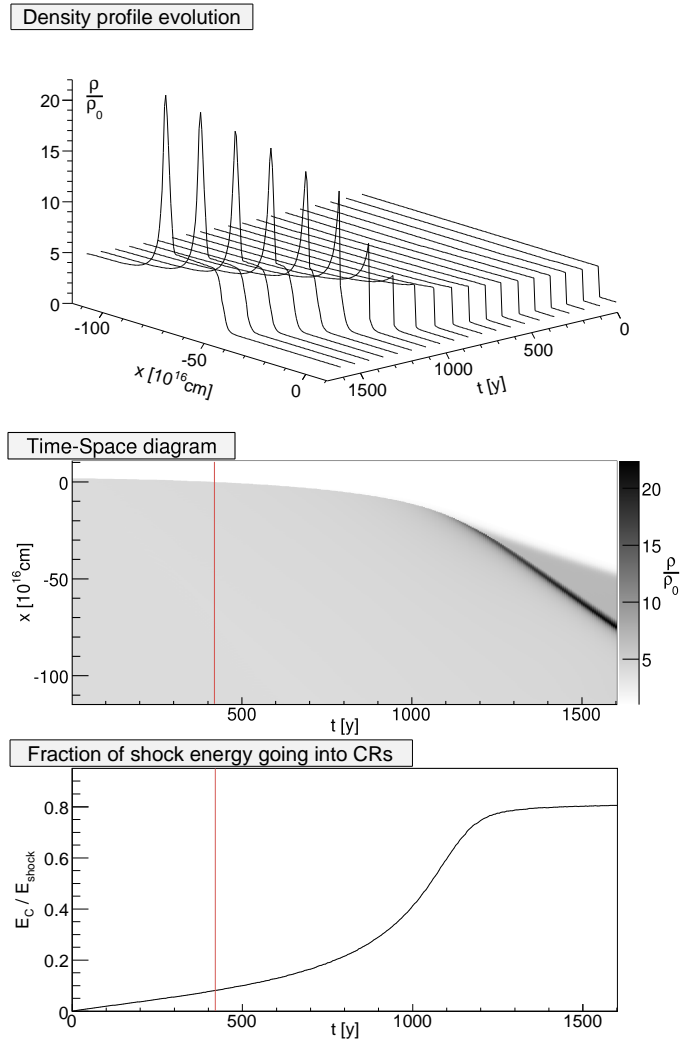 Density profile evolution
ρ
ρ0
20
15
10
5
0
-100
-50
0
x [10^16cm]
1500
1000
500
0
t [y]
Time-Space diagram
0
-50
-100
x [10^16cm]
500
1000
1500
t [y]
20
15
10
5
ρ
ρ0
Fraction of shock energy going into CRs
0.8
0.6
0.4
0.2
0
E_C / E_shock
0
500
1000
1500
t [y]